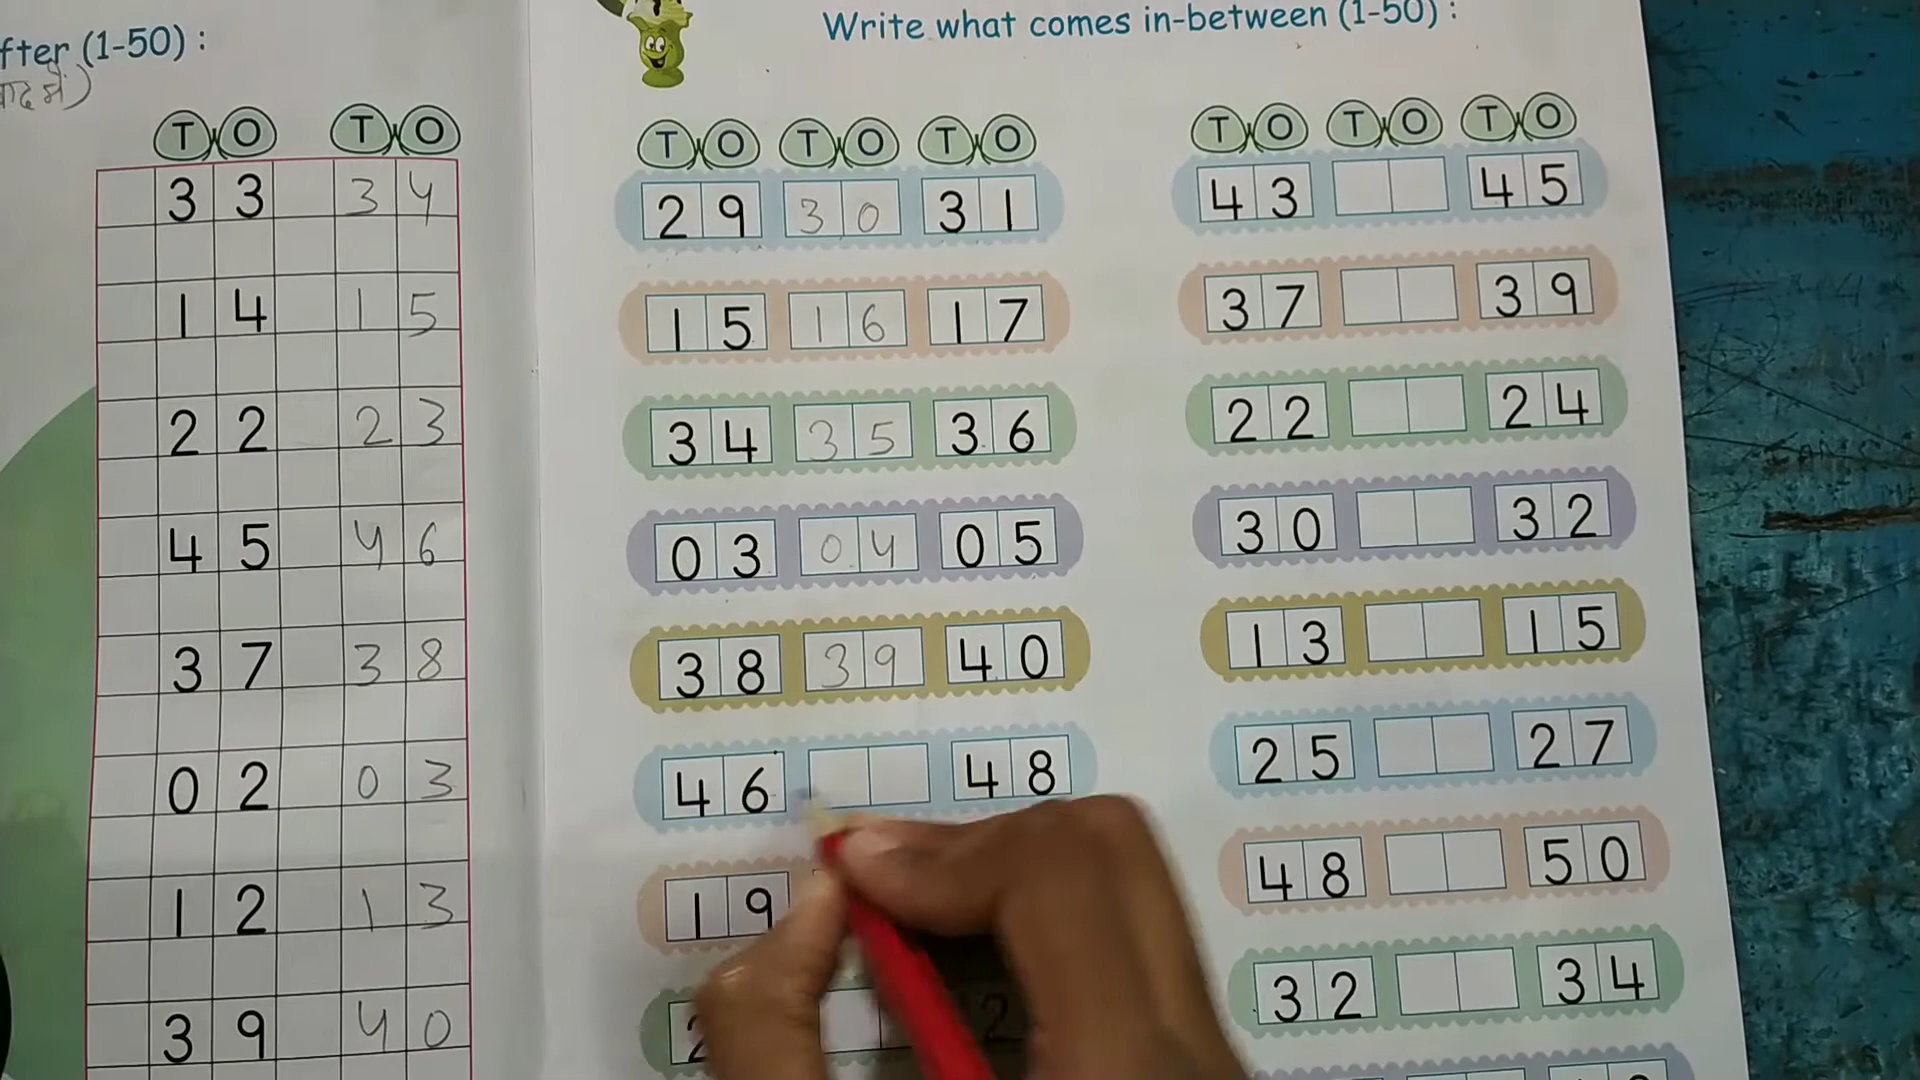 fter (1-50) :
बाद में)
T O T O
3 3 3 4
1 4 1 5
2 2 2 3
4 5 4 6
3 7 3 8
0 2 0 3
1 2 1 3
3 9 4 0
Write what comes in-between (1-50) :
T O T O T O
2 9 3 0 3 1
1 5 1 6 1 7
3 4 3 5 3 6
0 3 0 4 0 5
3 8 3 9 4 0
4 6 4 8
1 9
2 2
T O T O T O
4 3 4 5
3 7 3 9
2 2 2 4
3 0 3 2
1 3 1 5
2 5 2 7
4 8 5 0
3 2 3 4